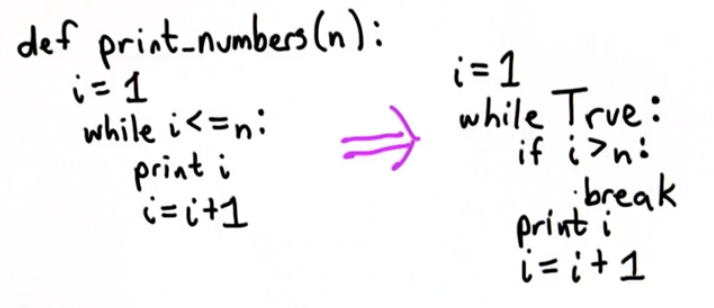 def print_numbers(n):
i = 1
while i<=n:
print i
i=i+1
i=1
while True:
if i>n:
break
print i
i=i+1